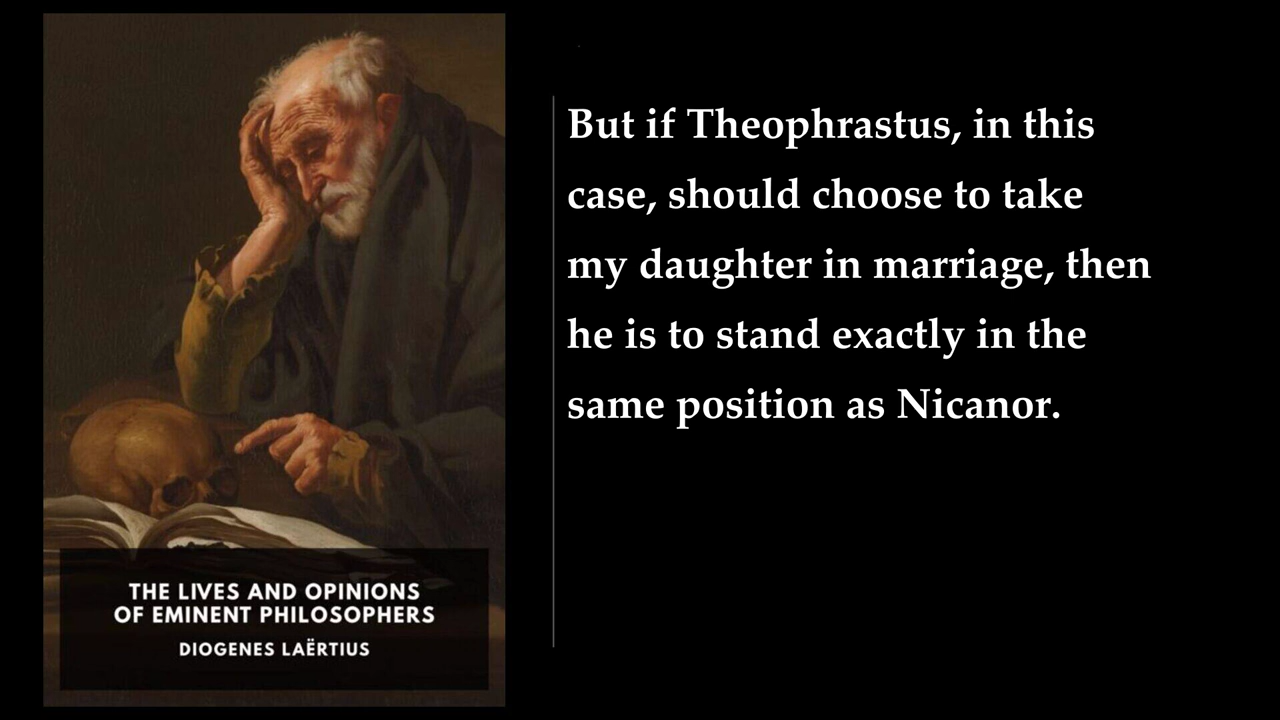 But if Theophrastus, in this
case, should choose to take
my daughter in marriage, then
he is to stand exactly in the
same position as Nicanor.
THE LIVES AND OPINIONS
OF EMINENT PHILOSOPHERS
DIOGENES LAËRTIUS